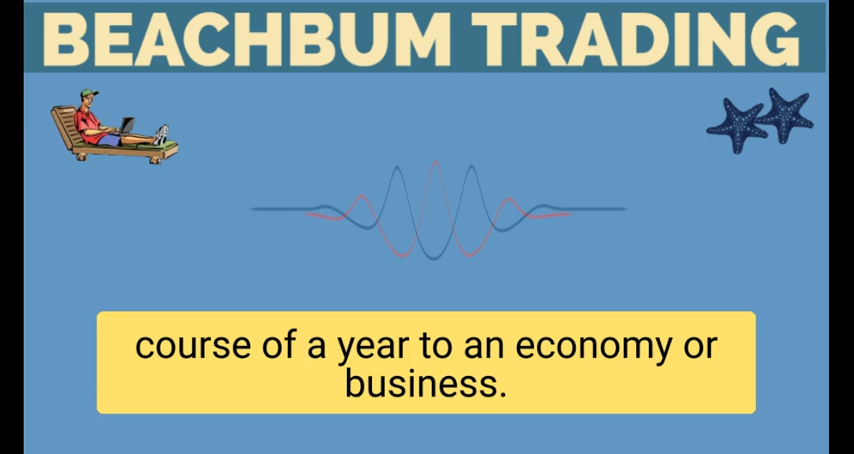 BEACHBUM TRADING
course of a year to an economy or
business.